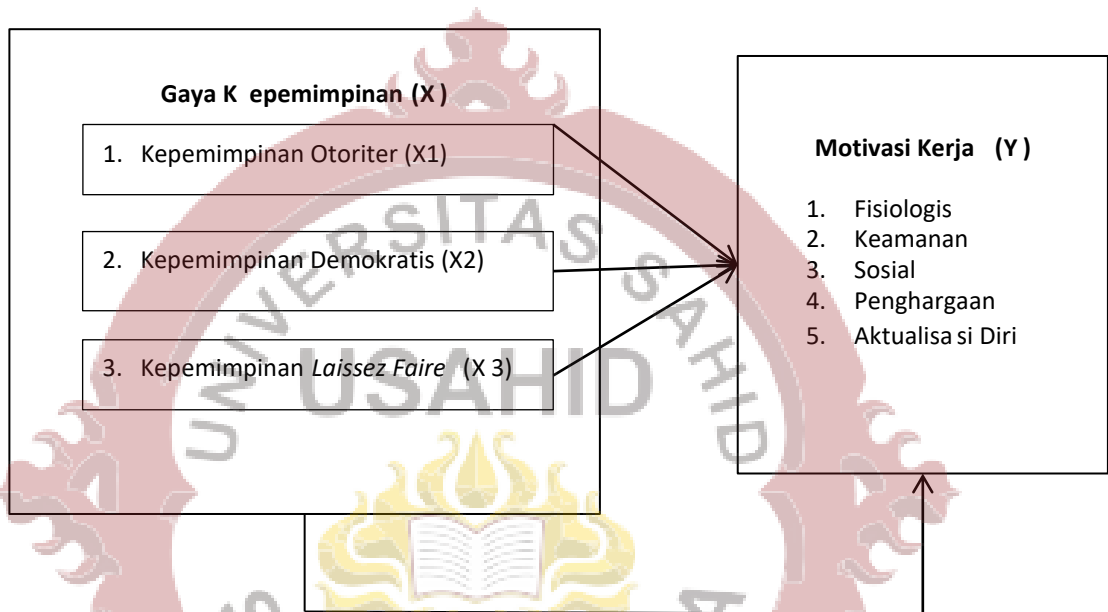 Gaya K epemimpinan (X )
1. Kepemimpinan Otoriter (X1)
2. Kepemimpinan Demokratis (X2)
3. Kepemimpinan Laissez Faire (X 3)
Motivasi Kerja (Y )
1. Fisiologis
2. Keamanan
3. Sosial
4. Penghargaan
5. Aktualisa si Diri
UNIVERSITAS SAHID
USAHID